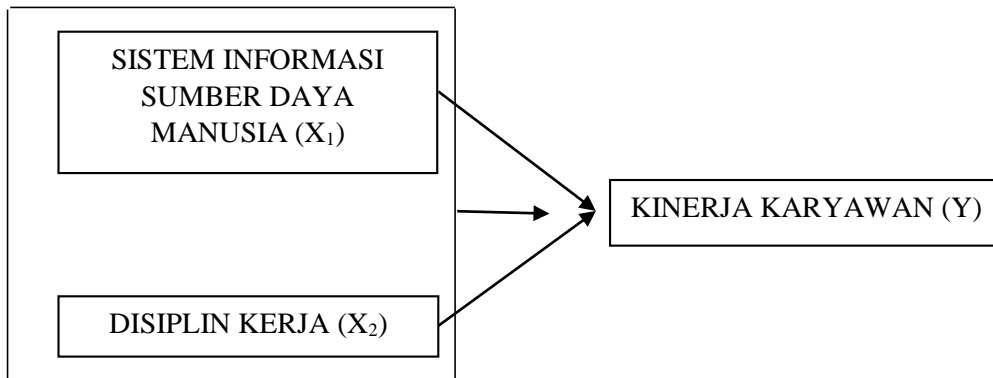 SISTEM INFORMASI
SUMBER DAYA
MANUSIA (X₁)
KINERJA KARYAWAN (Y)
DISIPLIN KERJA (X₂)